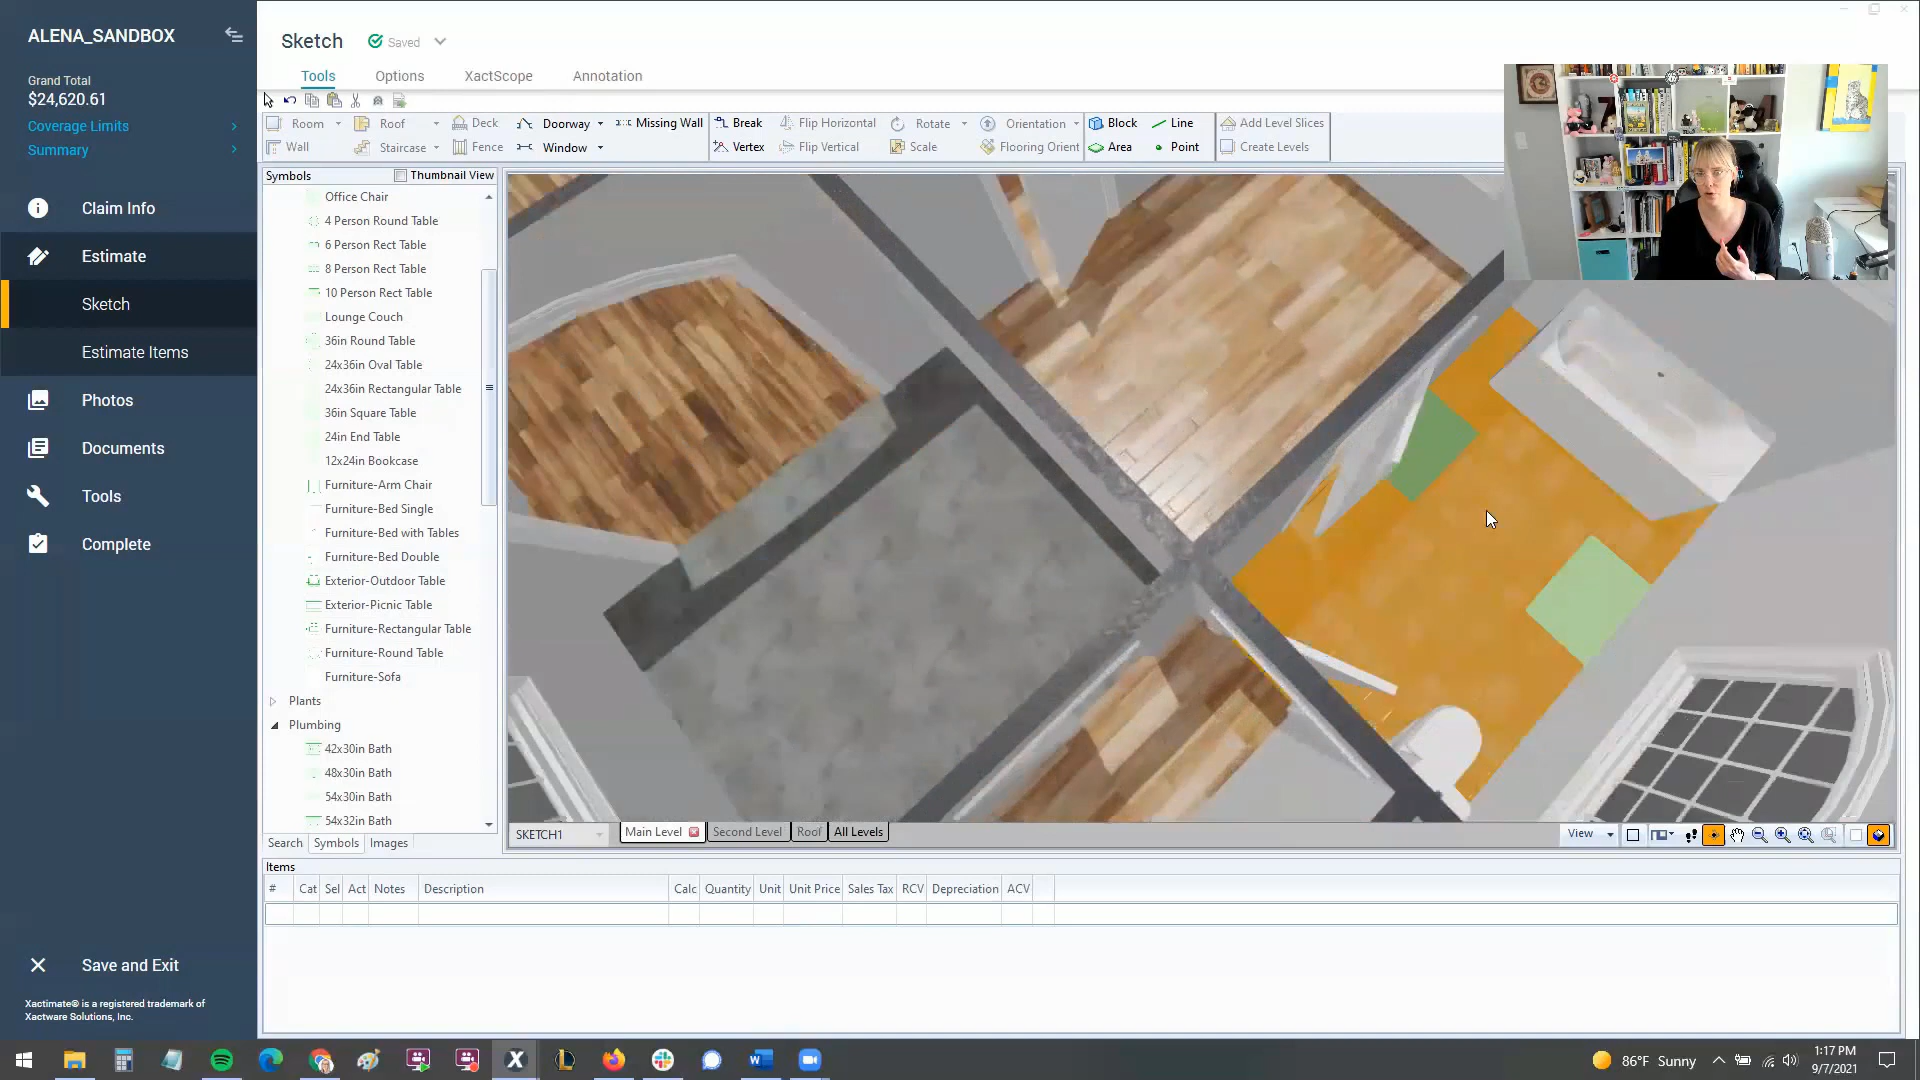 ALENA_SANDBOX
Grand Total
$24,620.61
Coverage Limits
Summary
Claim Info
Estimate
Sketch
Estimate Items
Photos
Documents
Tools
Complete
Save and Exit
Xactimate® is a registered trademark of
Xactware Solutions, Inc.
Sketch
Saved
Tools
Options
XactScope
Annotation
Room
Roof
Deck
Doorway
Missing Wall
Break
Flip Horizontal
Rotate
Orientation
Block
Line
Add Level Slices
Wall
Staircase
Fence
Window
Vertex
Flip Vertical
Scale
Flooring Orient
Area
Point
Create Levels
Symbols
Thumbnail View
Office Chair
4 Person Round Table
6 Person Rect Table
8 Person Rect Table
10 Person Rect Table
Lounge Couch
36in Round Table
24x36in Oval Table
24x36in Rectangular Table
36in Square Table
24in End Table
12x24in Bookcase
Furniture-Arm Chair
Furniture-Bed Single
Furniture-Bed with Tables
Furniture-Bed Double
Exterior-Outdoor Table
Exterior-Picnic Table
Furniture-Rectangular Table
Furniture-Round Table
Furniture-Sofa
Plants
Plumbing
42x30in Bath
48x30in Bath
54x30in Bath
54x32in Bath
Search
Symbols
Images
SKETCH1
Main Level
Second Level
Roof
All Levels
View
Items
# Cat Sel Act Notes Description Calc Quantity Unit Unit Price Sales Tax RCV Depreciation ACV
86°F Sunny
1:17 PM
9/7/2021